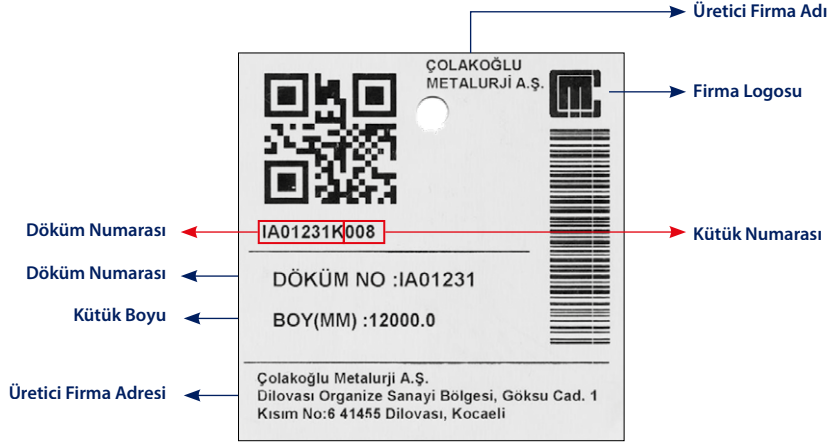 Üretici Firma Adı
ÇOLAKOĞLU
METALURJİ A.Ş.
Firma Logosu
Döküm Numarası
IA01231K008
Kütük Numarası
Döküm Numarası
DÖKÜM NO :IA01231
Kütük Boyu
BOY(MM) :12000.0
Üretici Firma Adresi
Çolakoğlu Metalurji A.Ş.
Dilovası Organize Sanayi Bölgesi, Göksu Cad. 1
Kısım No:6 41455 Dilovası, Kocaeli